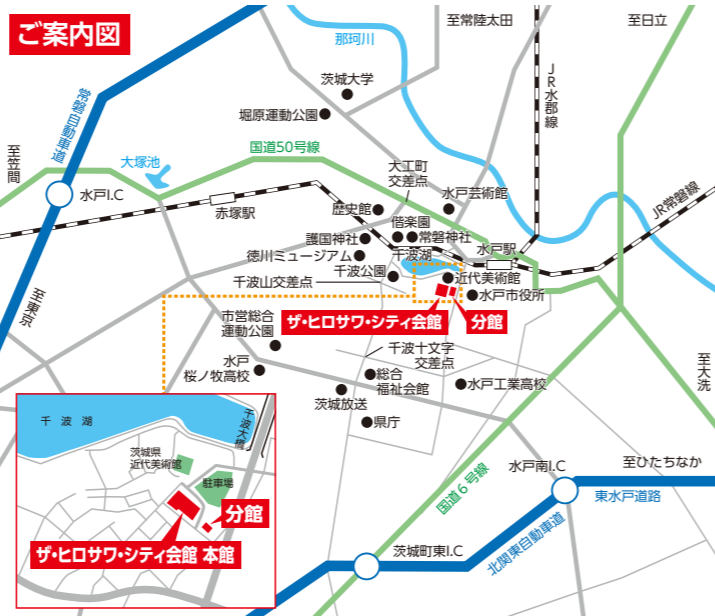 ご案内図
至常陸太田
至日立
那珂川
茨城大学
JR水郡線
堀原運動公園
常磐自動車道
至笠間
大塚池
国道50号線
大工町
交差点
水戸I.C
水戸芸術館
赤塚駅
歴史館
偕楽園
JR常磐線
護国神社
常磐神社
水戸駅
徳川ミュージアム
千波湖
千波公園
近代美術館
千波山交差点
水戸市役所
至東京
ザ・ヒロサワ・シティ会館
分館
市営総合
運動公園
千波十文字
交差点
水戸
桜ノ牧高校
総合
福祉会館
水戸工業高校
至大洗
茨城放送
県庁
千波湖
千波大橋
茨城県
近代美術館
駐車場
分館
ザ・ヒロサワ・シティ会館 本館
水戸南I.C
至ひたちなか
国道6号線
東水戸道路
茨城町東I.C
北関東自動車道